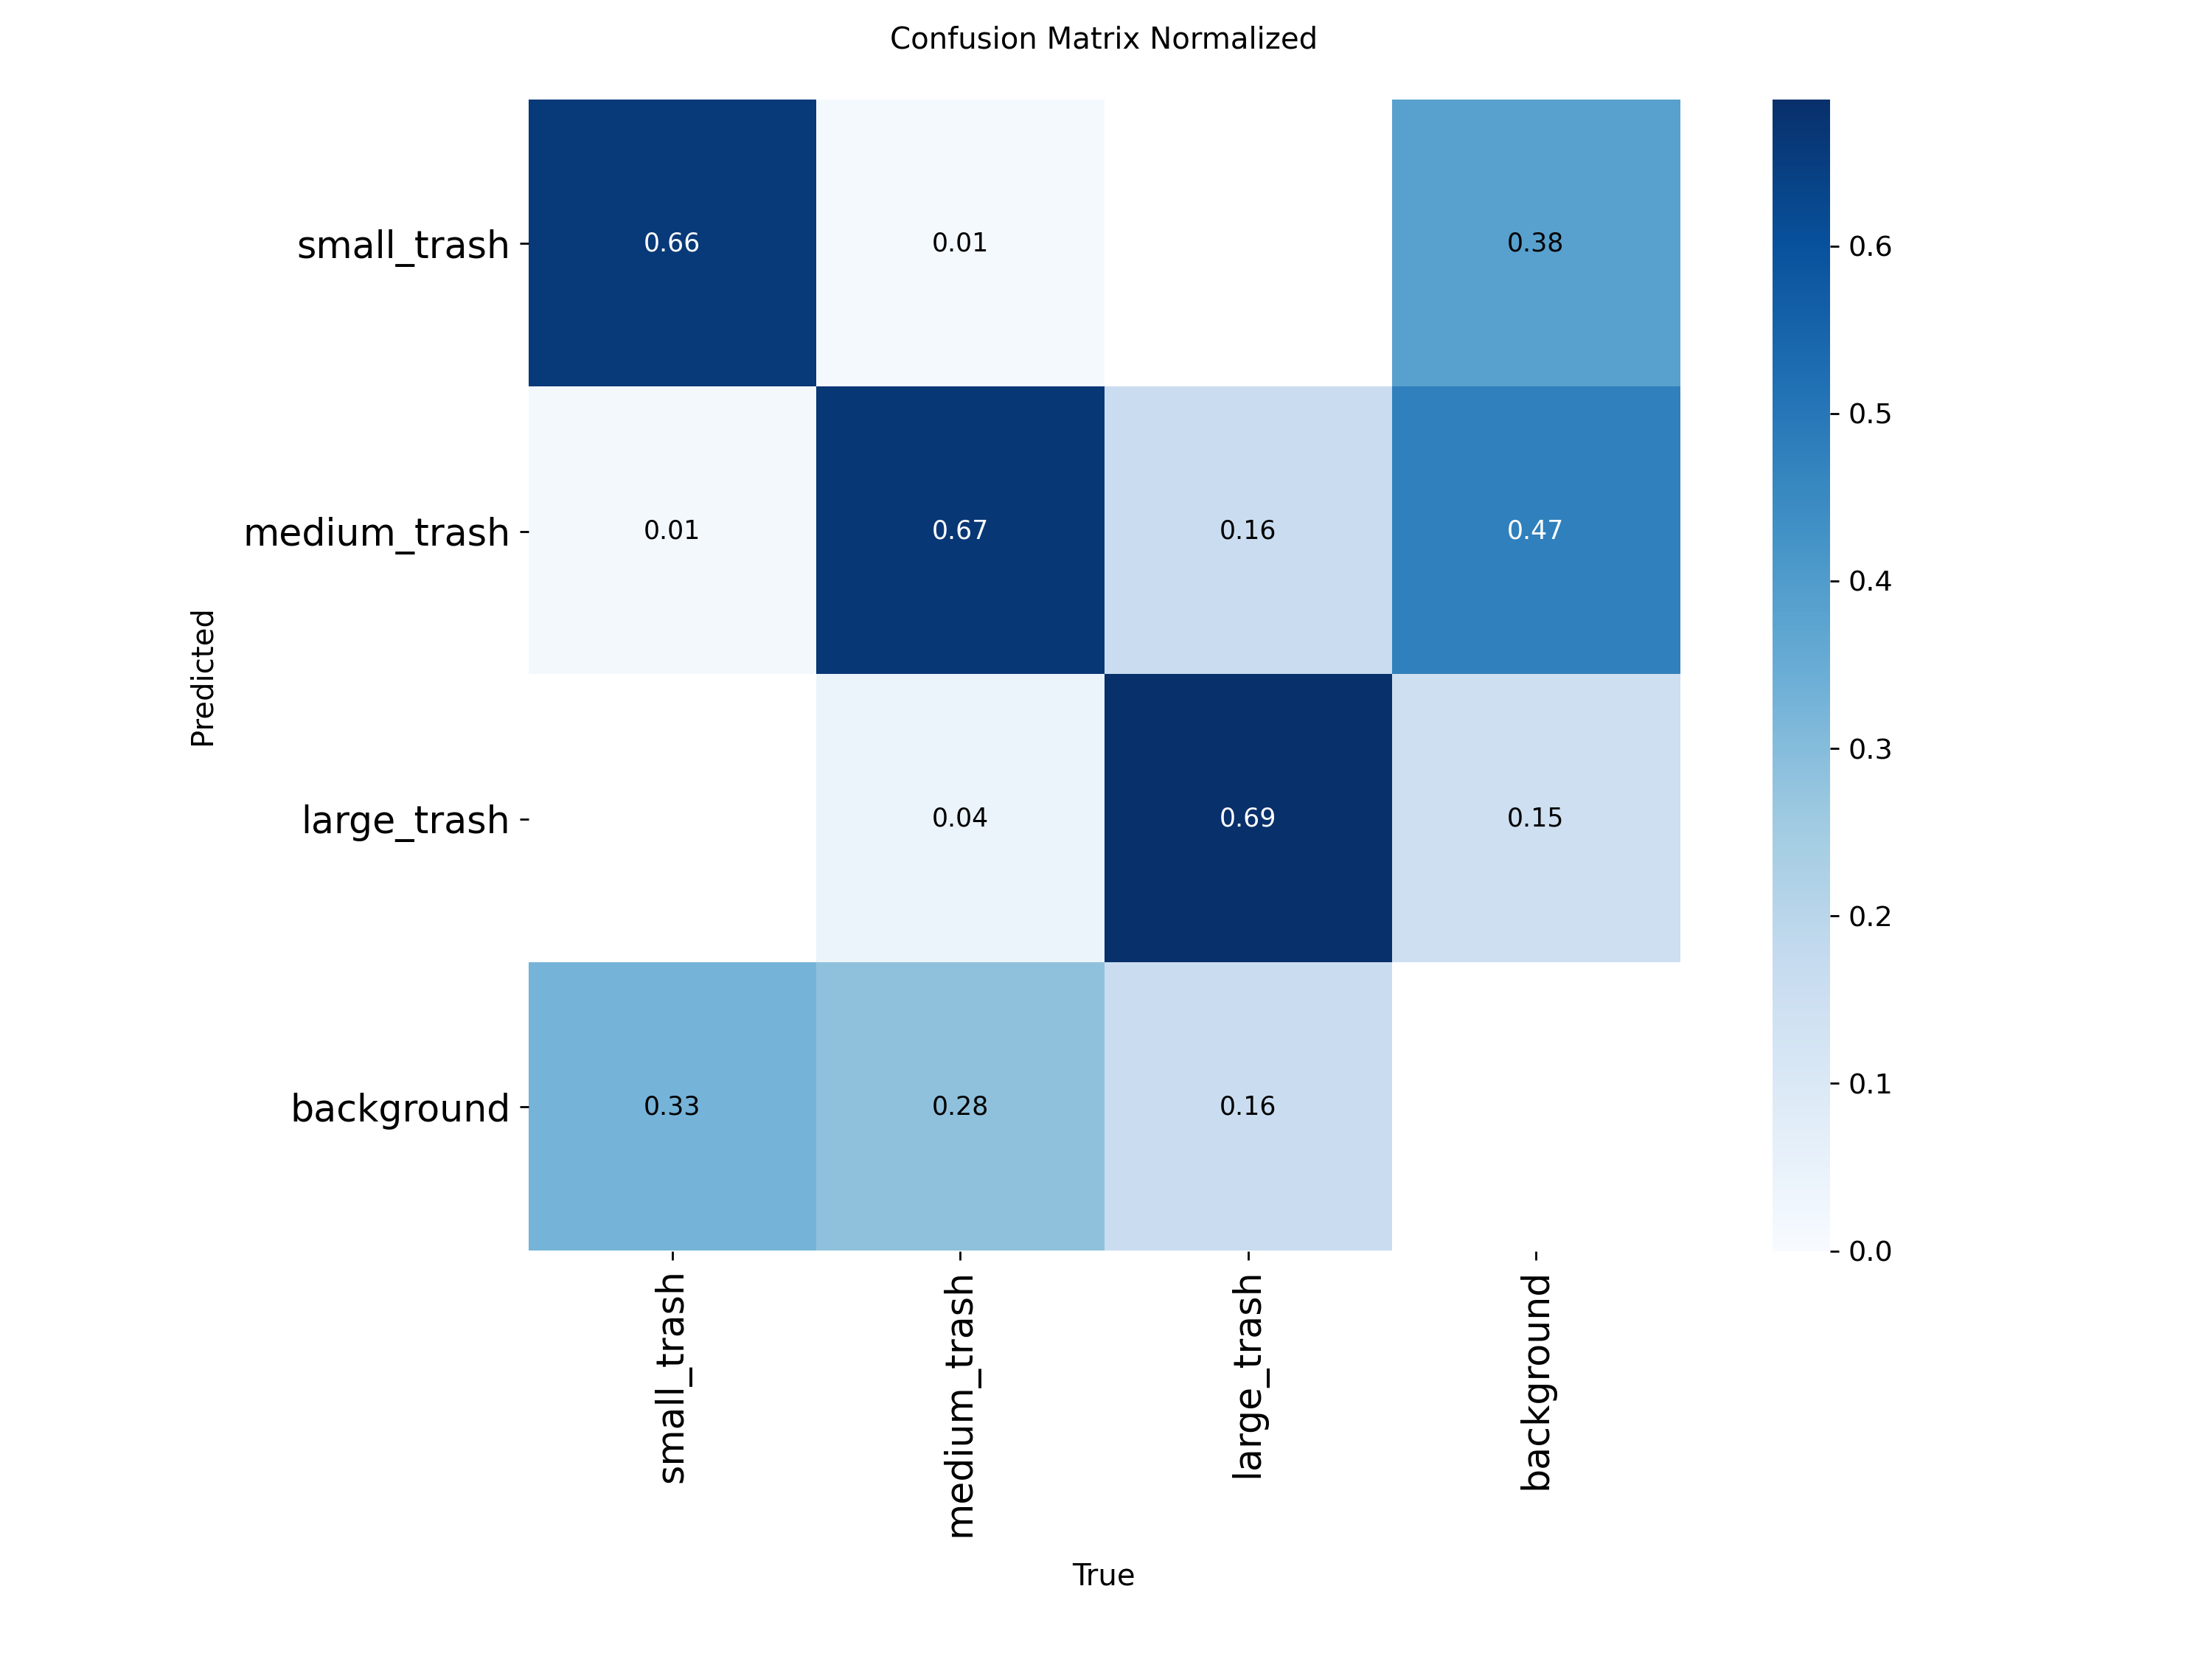 Confusion Matrix Normalized
small_trash
0.66
0.01
0.38
medium_trash
0.01
0.67
0.16
0.47
large_trash
0.04
0.69
0.15
background
0.33
0.28
0.16
Predicted
small_trash
medium_trash
large_trash
background
True
0.6
0.5
0.4
0.3
0.2
0.1
0.0